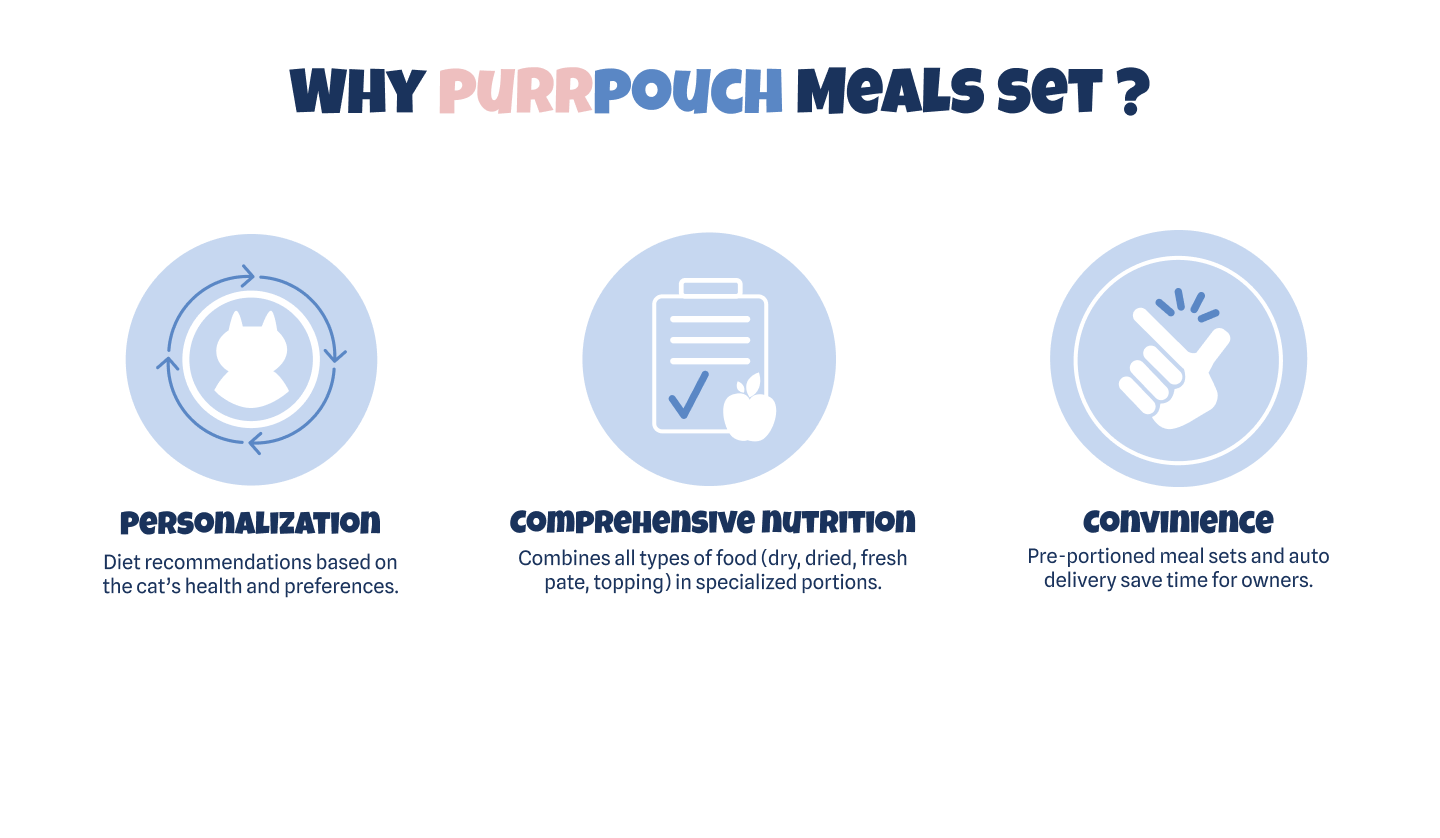 WHY PURRPOUCH MEALS SET ?
PERSONALIZATION
Diet recommendations based on
the cat's health and preferences.
COMPREHENSIVE NUTRITION
Combines all types of food (dry, dried, fresh
pate, topping) in specialized portions.
CONVINIENCE
Pre-portioned meal sets and auto
delivery save time for owners.